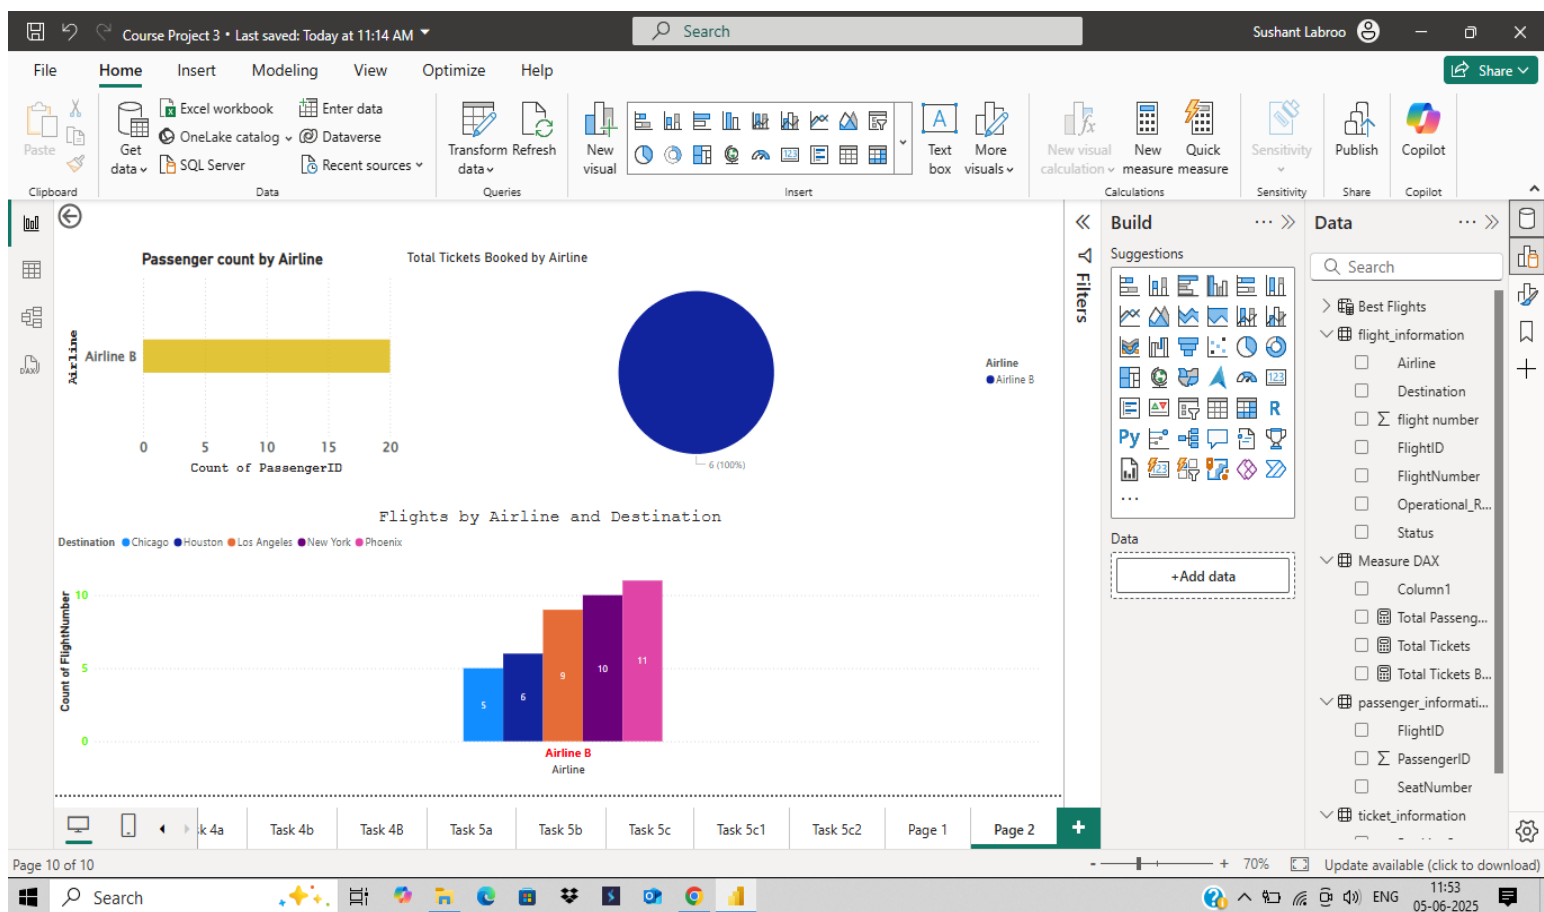 Course Project 3 • Last saved: Today at 11:14 AM
Search
Sushant Labroo
File Home Insert Modeling View Optimize Help
Share
Paste
Clipboard
Get data
Excel workbook
OneLake catalog
SQL Server
Enter data
Dataverse
Recent sources
Data
Transform data
Refresh
Queries
New visual
Text box
More visuals
Insert
New visual calculation
New measure
Quick measure
Calculations
Sensitivity
Sensitivity
Publish
Share
Copilot
Copilot
Passenger count by Airline
Airline
Airline B
0 5 10 15 20
Count of PassengerID
Total Tickets Booked by Airline
6 (100%)
Airline
Airline B
Flights by Airline and Destination
Destination Chicago Houston Los Angeles New York Phoenix
Count of FlightNumber
10
5
0
5 6 9 10 11
Airline B
Airline
Filters
Build
Suggestions
Py
R
123
Data
+Add data
Data
Search
Best Flights
flight_information
Airline
Destination
flight number
FlightID
FlightNumber
Operational_R...
Status
Measure DAX
Column1
Total Passeng...
Total Tickets
Total Tickets B...
passenger_informati...
FlightID
PassengerID
SeatNumber
ticket_information
k 4a Task 4b Task 4B Task 5a Task 5b Task 5c Task 5c1 Task 5c2 Page 1 Page 2
Page 10 of 10
70%
Update available (click to download)
Search
ENG
11:53
05-06-2025